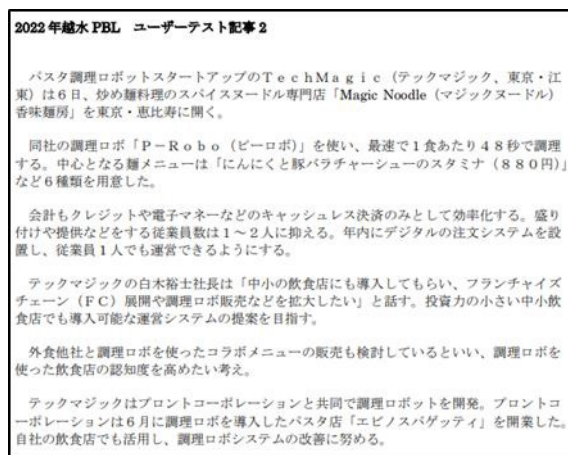 2022 年越水 PBL　ユーザーテスト記事 2
パスタ調理ロボットスタートアップのＴｅｃｈＭａｇｉｃ（テックマジック、東京・江
東）は６日、炒め麺料理のスパイスヌードル専門店「Magic Noodle（マジックヌードル）
香味麺房」を東京・恵比寿に開く。
同社の調理ロボ「Ｐ－Ｒｏｂｏ（ピーロボ）」を使い、最速で１食あたり４８秒で調理
する。中心となる麺メニューは「にんにくと豚バラチャーシューのスタミナ（８８０円）」
など６種類を用意した。
会計もクレジットや電子マネーなどのキャッシュレス決済のみとして効率化する。盛り
付けや提供などをする従業員数は１～２人に抑える。年内にデジタルの注文システムを設
置し、従業員１人でも運営できるようにする。
テックマジックの白木裕士社長は「中小の飲食店にも導入してもらい、フランチャイズ
チェーン（ＦＣ）展開や調理ロボ販売などを拡大したい」と話す。投資力の小さい中小飲
食店でも導入可能な運営システムの提案を目指す。
外食他社と調理ロボを使ったコラボメニューの販売も検討しているといい、調理ロボを
使った飲食店の認知度を高めたい考え。
テックマジックはプロントコーポレーションと共同で調理ロボットを開発。プロントコ
ーポレーションは６月に調理ロボを導入したパスタ店「エビノスパゲッティ」を開業した。
自社の飲食店でも活用し、調理ロボシステムの改善に努める。